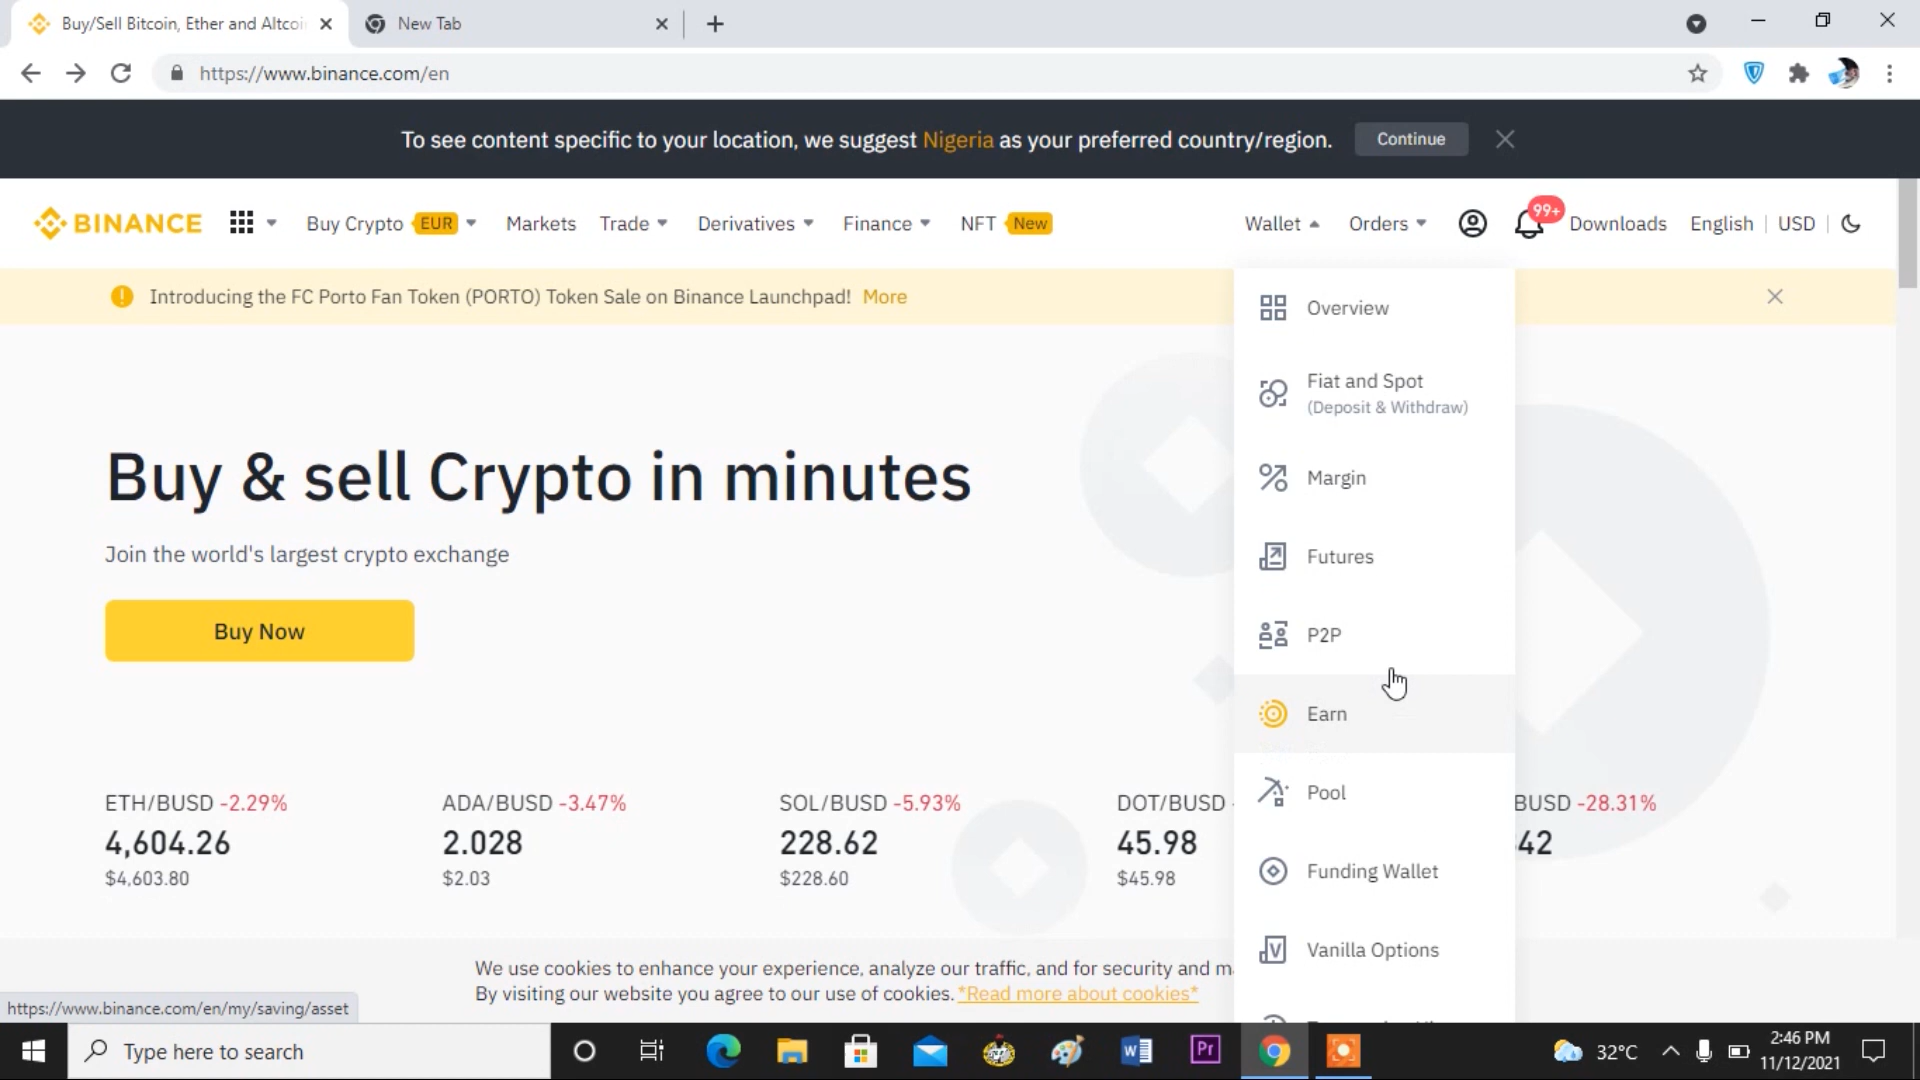 Buy/Sell Bitcoin, Ether and Altcoi
New Tab
https://www.binance.com/en
To see content specific to your location, we suggest Nigeria as your preferred country/region.
Continue
BINANCE
Buy Crypto EUR
Markets
Trade
Derivatives
Finance
NFT New
Wallet
Orders
99+
Downloads
English
USD
Introducing the FC Porto Fan Token (PORTO) Token Sale on Binance Launchpad! More
Overview
Fiat and Spot
(Deposit & Withdraw)
Margin
Futures
P2P
Earn
Pool
Funding Wallet
Vanilla Options
Buy & sell Crypto in minutes
Join the world's largest crypto exchange
Buy Now
ETH/BUSD -2.29%
4,604.26
$4,603.80
ADA/BUSD -3.47%
2.028
$2.03
SOL/BUSD -5.93%
228.62
$228.60
DOT/BUSD
45.98
$45.98
BUSD -28.31%
42
We use cookies to enhance your experience, analyze our traffic, and for security and m
By visiting our website you agree to our use of cookies. *Read more about cookies*
https://www.binance.com/en/my/saving/asset
Type here to search
W
Pr
32°C
2:46 PM
11/12/2021